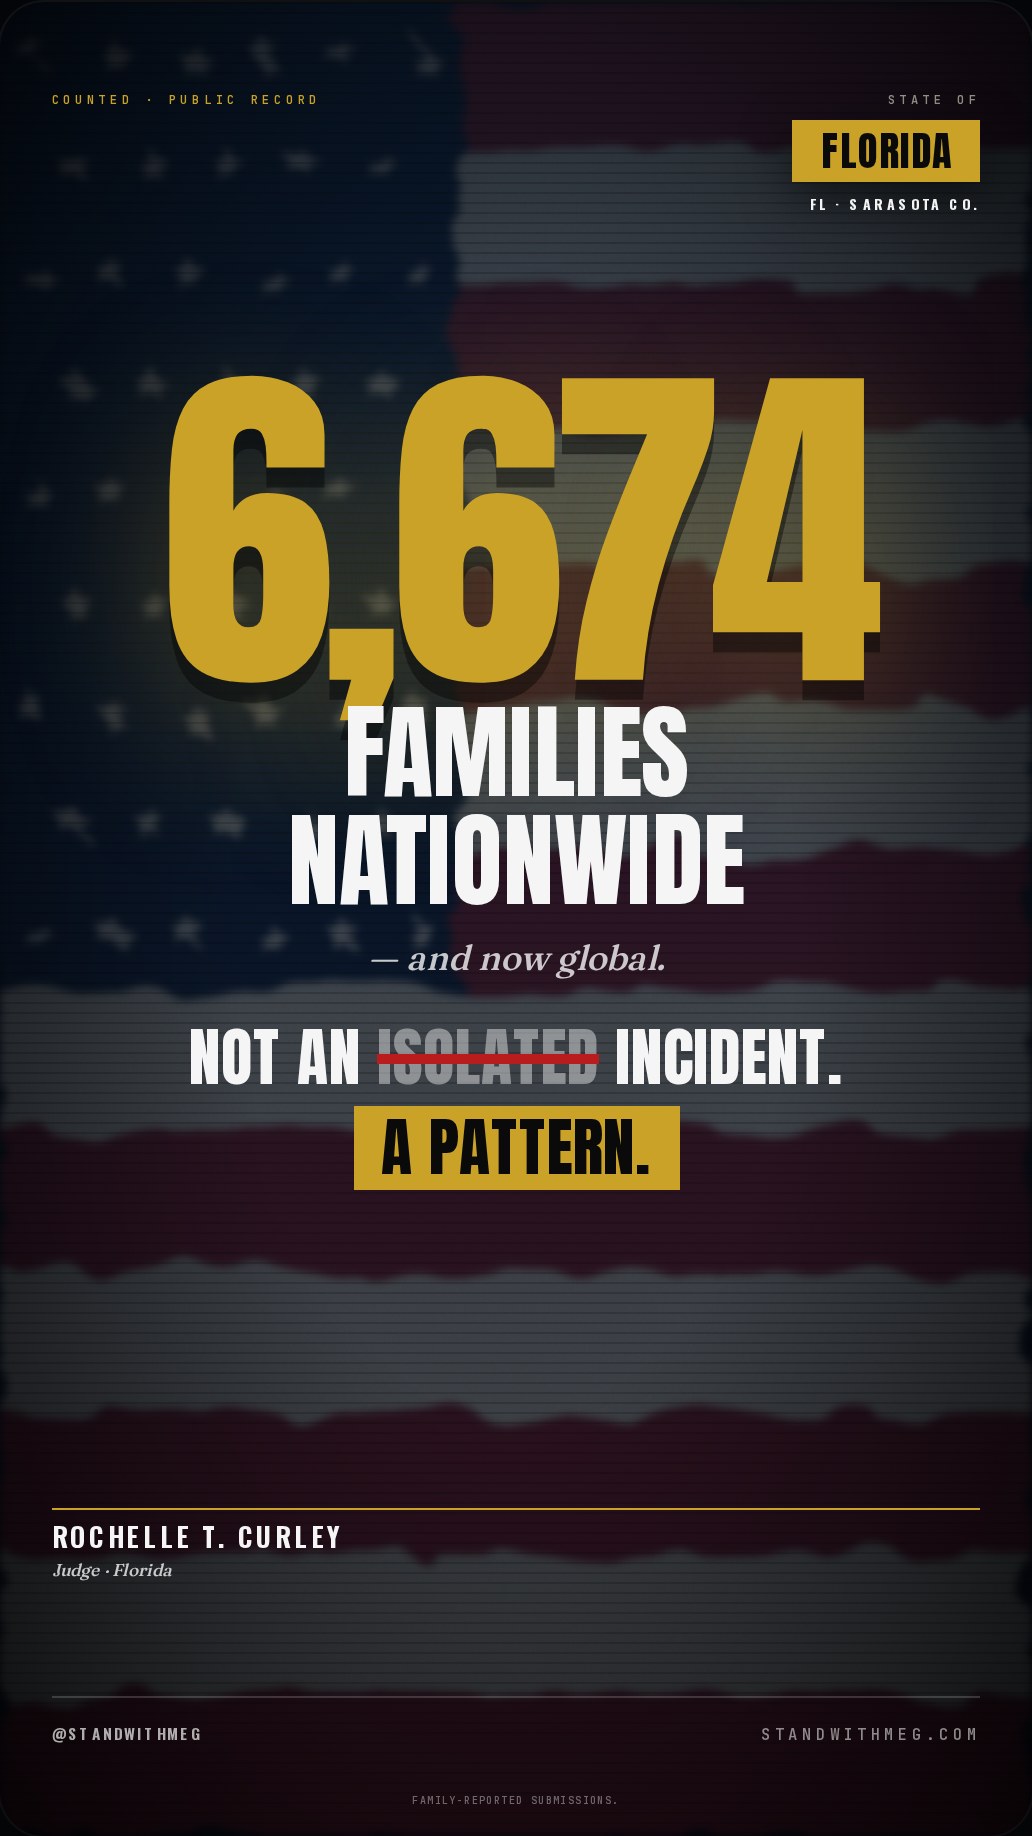 COUNTED · PUBLIC RECORD
STATE OF
FLORIDA
FL · SARASOTA CO.
6,674
FAMILIES
NATIONWIDE
— and now global.
NOT AN ISOLATED INCIDENT.
A PATTERN.
ROCHELLE T. CURLEY
Judge · Florida
@STANDWITHMEG
STANDWITHMEG.COM
FAMILY-REPORTED SUBMISSIONS.